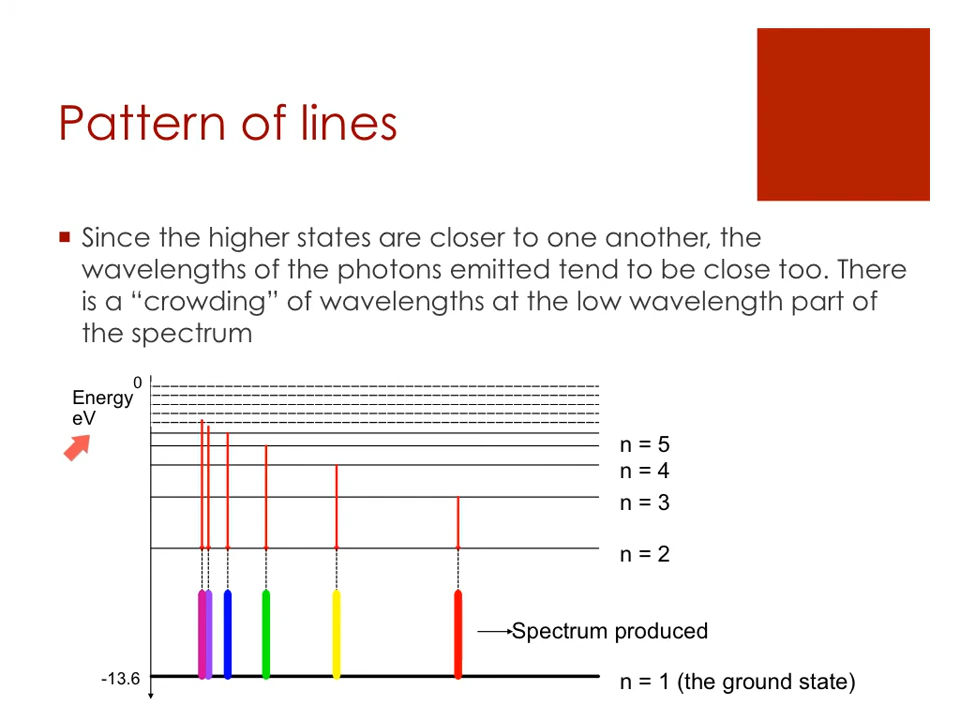 Pattern of lines
Since the higher states are closer to one another, the
wavelengths of the photons emitted tend to be close too. There
is a “crowding” of wavelengths at the low wavelength part of
the spectrum
0
Energy
eV
n = 5
n = 4
n = 3
n = 2
Spectrum produced
-13.6
n = 1 (the ground state)